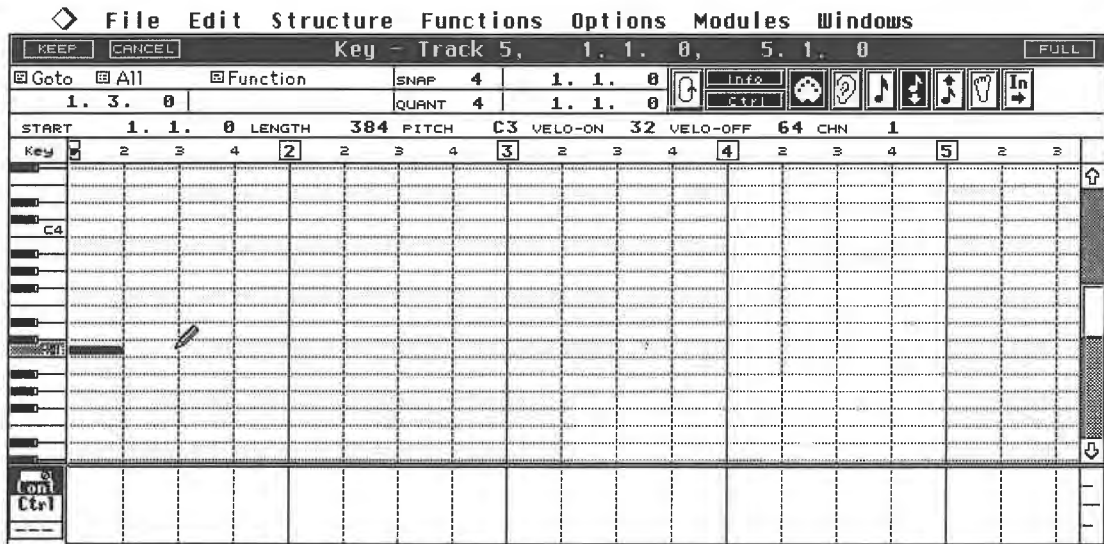 File Edit Structure Functions Options Modules Windows
KEEP CANCEL Key – Track 5, 1. 1. 0, 5. 1. 0 FULL
Goto All Function SNAP 4 1. 1. 0 Info In
1. 3. 0 QUANT 4 1. 1. 0 Ctrl
START 1. 1. 0 LENGTH 384 PITCH C3 VELO-ON 32 VELO-OFF 64 CHN 1
Key 2 3 4 2 2 3 4 3 2 3 4 4 2 3 4 5 2 3
C4
Cont
Ctrl
---